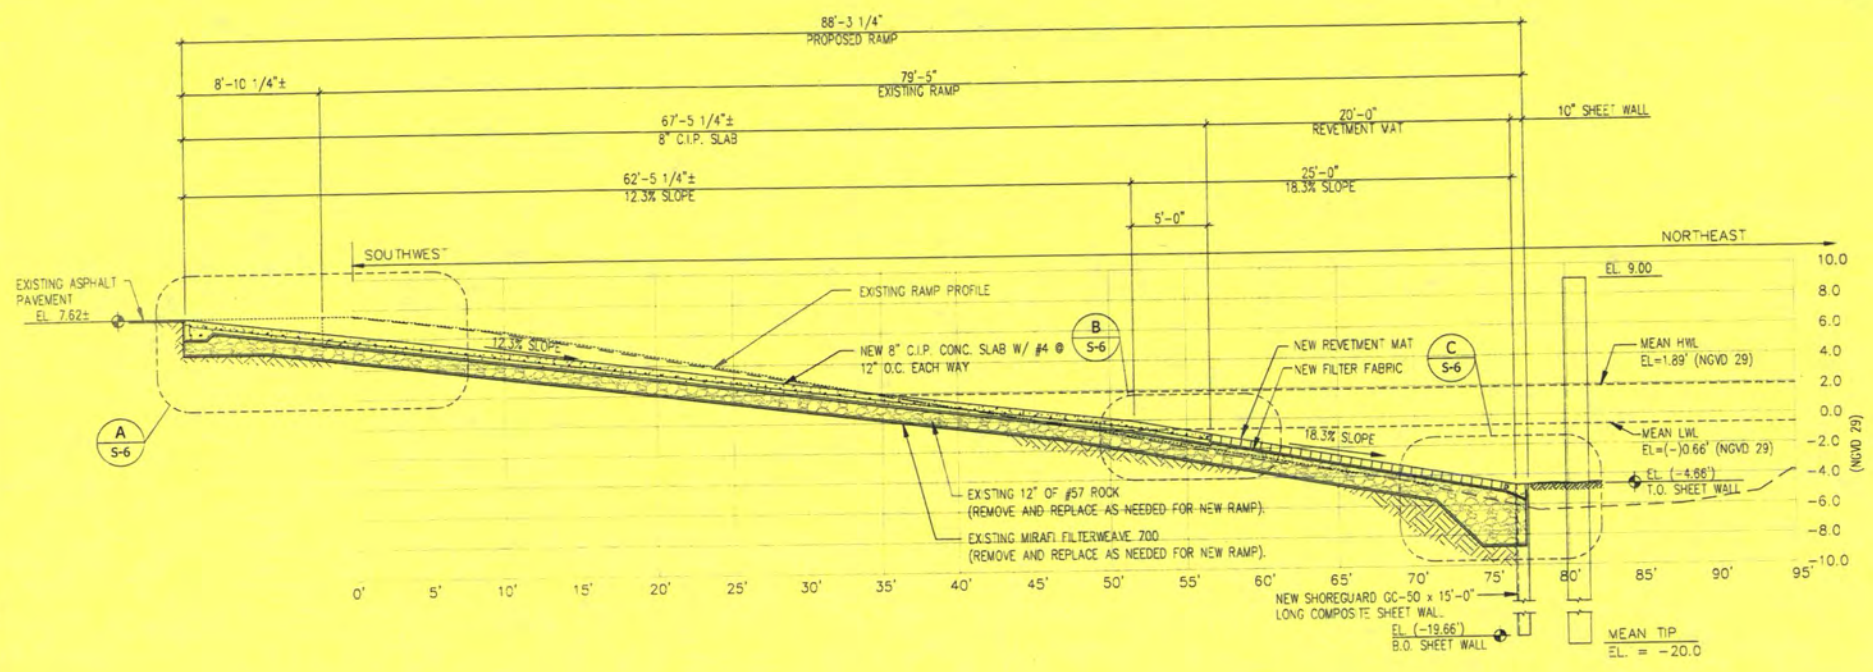 88'-3 1/4"
PROPOSED RAMP
8'-10 1/4"±
79'-5"
EXISTING RAMP
67'-5 1/4"±
8" C.I.P. SLAB
20'-0"
REVETMENT MAT
10" SHEET WALL
62'-5 1/4"±
12.3% SLOPE
25'-0"
18.3% SLOPE
5'-0"
SOUTHWEST
NORTHEAST
EXISTING ASPHALT
PAVEMENT
EL. 7.62±
EXISTING RAMP PROFILE
12.3% SLOPE
NEW 8" C.I.P. CONC. SLAB W/ #4 @
12" O.C. EACH WAY
B
S-6
NEW REVETMENT MAT
NEW FILTER FABRIC
C
S-6
EL. 9.00
MEAN HWL
EL=1.89' (NGVD 29)
18.3% SLOPE
MEAN LWL
EL=(-)0.66' (NGVD 29)
EL. (-4.66')
T.O. SHEET WALL
A
S-6
EXISTING 12" OF #57 ROCK
(REMOVE AND REPLACE AS NEEDED FOR NEW RAMP).
EXISTING MIRAFI FILTERWEAVE 700
(REMOVE AND REPLACE AS NEEDED FOR NEW RAMP).
10.0
8.0
6.0
4.0
2.0
0.0
-2.0
-4.0
-6.0
-8.0
-10.0
(NGVD 29)
0' 5' 10' 15' 20' 25' 30' 35' 40' 45' 50' 55' 60' 65' 70' 75' 80' 85' 90' 95'
NEW SHOREGUARD GC-50 x 15'-0"
LONG COMPOSITE SHEET WALL
EL. (-19.66')
B.O. SHEET WALL
MEAN TIP
EL. = -20.0